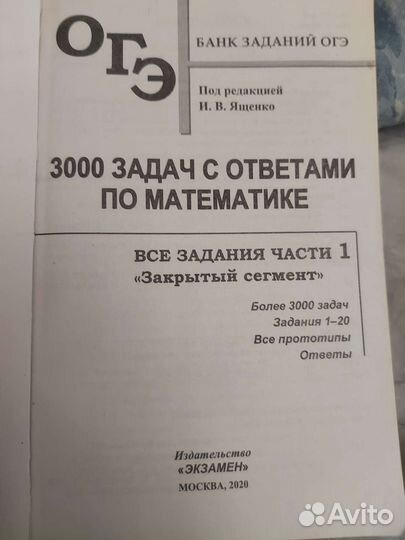 ОГЭ
БАНК ЗАДАНИЙ ОГЭ
Под редакцией
И. В. Ященко
3000 ЗАДАЧ С ОТВЕТАМИ
ПО МАТЕМАТИКЕ
ВСЕ ЗАДАНИЯ ЧАСТИ 1
«Закрытый сегмент»
Более 3000 задач
Задания 1–20
Все прототипы
Ответы
Издательство
«ЭКЗАМЕН»
МОСКВА, 2020
Avito